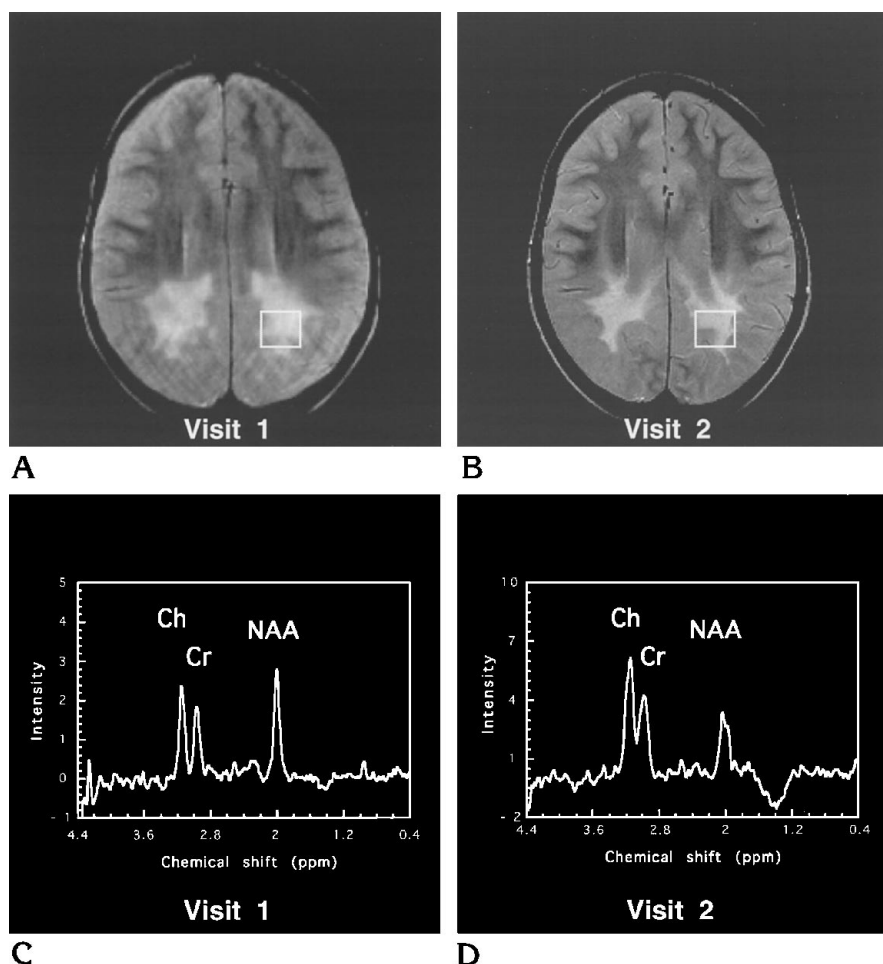 Visit 1
Visit 2
A
B
5
4
3
2
1
0
- 1
Intensity
Ch
Cr
NAA
4.4 3.6 2.8 2 1.2 0.4
Chemical shift (ppm)
Visit 1
10
7
4
1
- 2
Intensity
Ch
Cr
NAA
4.4 3.6 2.8 2 1.2 0.4
Chemical shift (ppm)
Visit 2
C
D